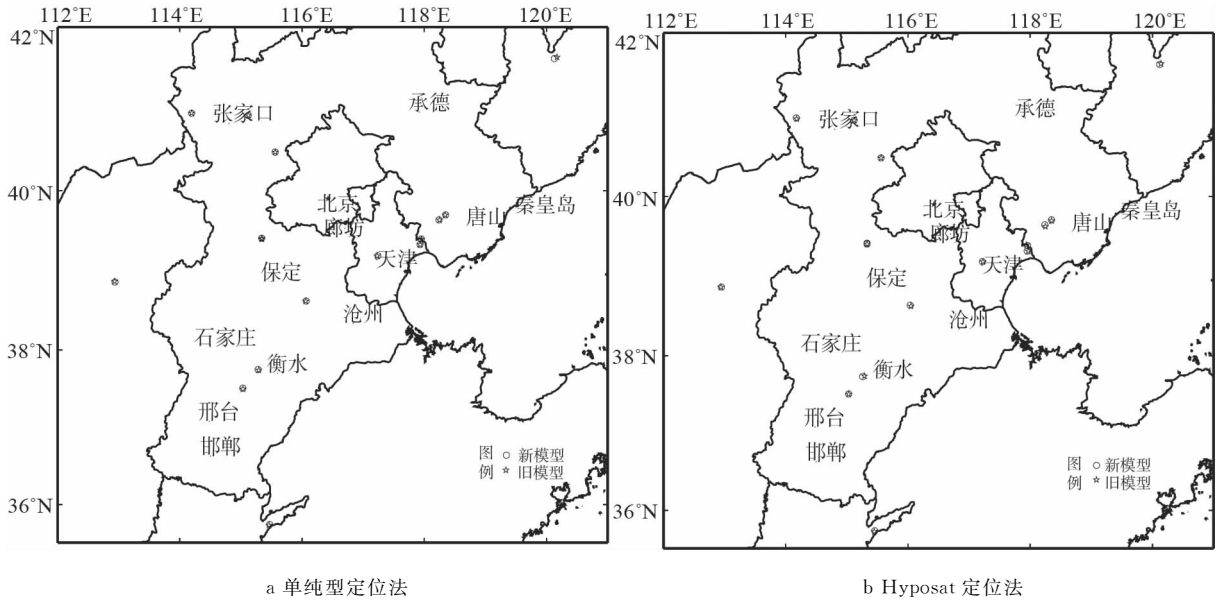 112°E 114°E 116°E 118°E 120°E
42°N
张家口
承德
40°N
北京
廊坊
唐山
秦皇岛
天津
保定
沧州
石家庄
38°N
衡水
邢台
邯郸
图 ○ 新模型
例 ☆ 旧模型
36°N
a 单纯型定位法
112°E 114°E 116°E 118°E 120°E
42°N
张家口
承德
40°N
北京
廊坊
唐山
秦皇岛
天津
保定
沧州
石家庄
38°N
衡水
邢台
邯郸
图 ○ 新模型
例 ☆ 旧模型
36°N
b Hyposat 定位法